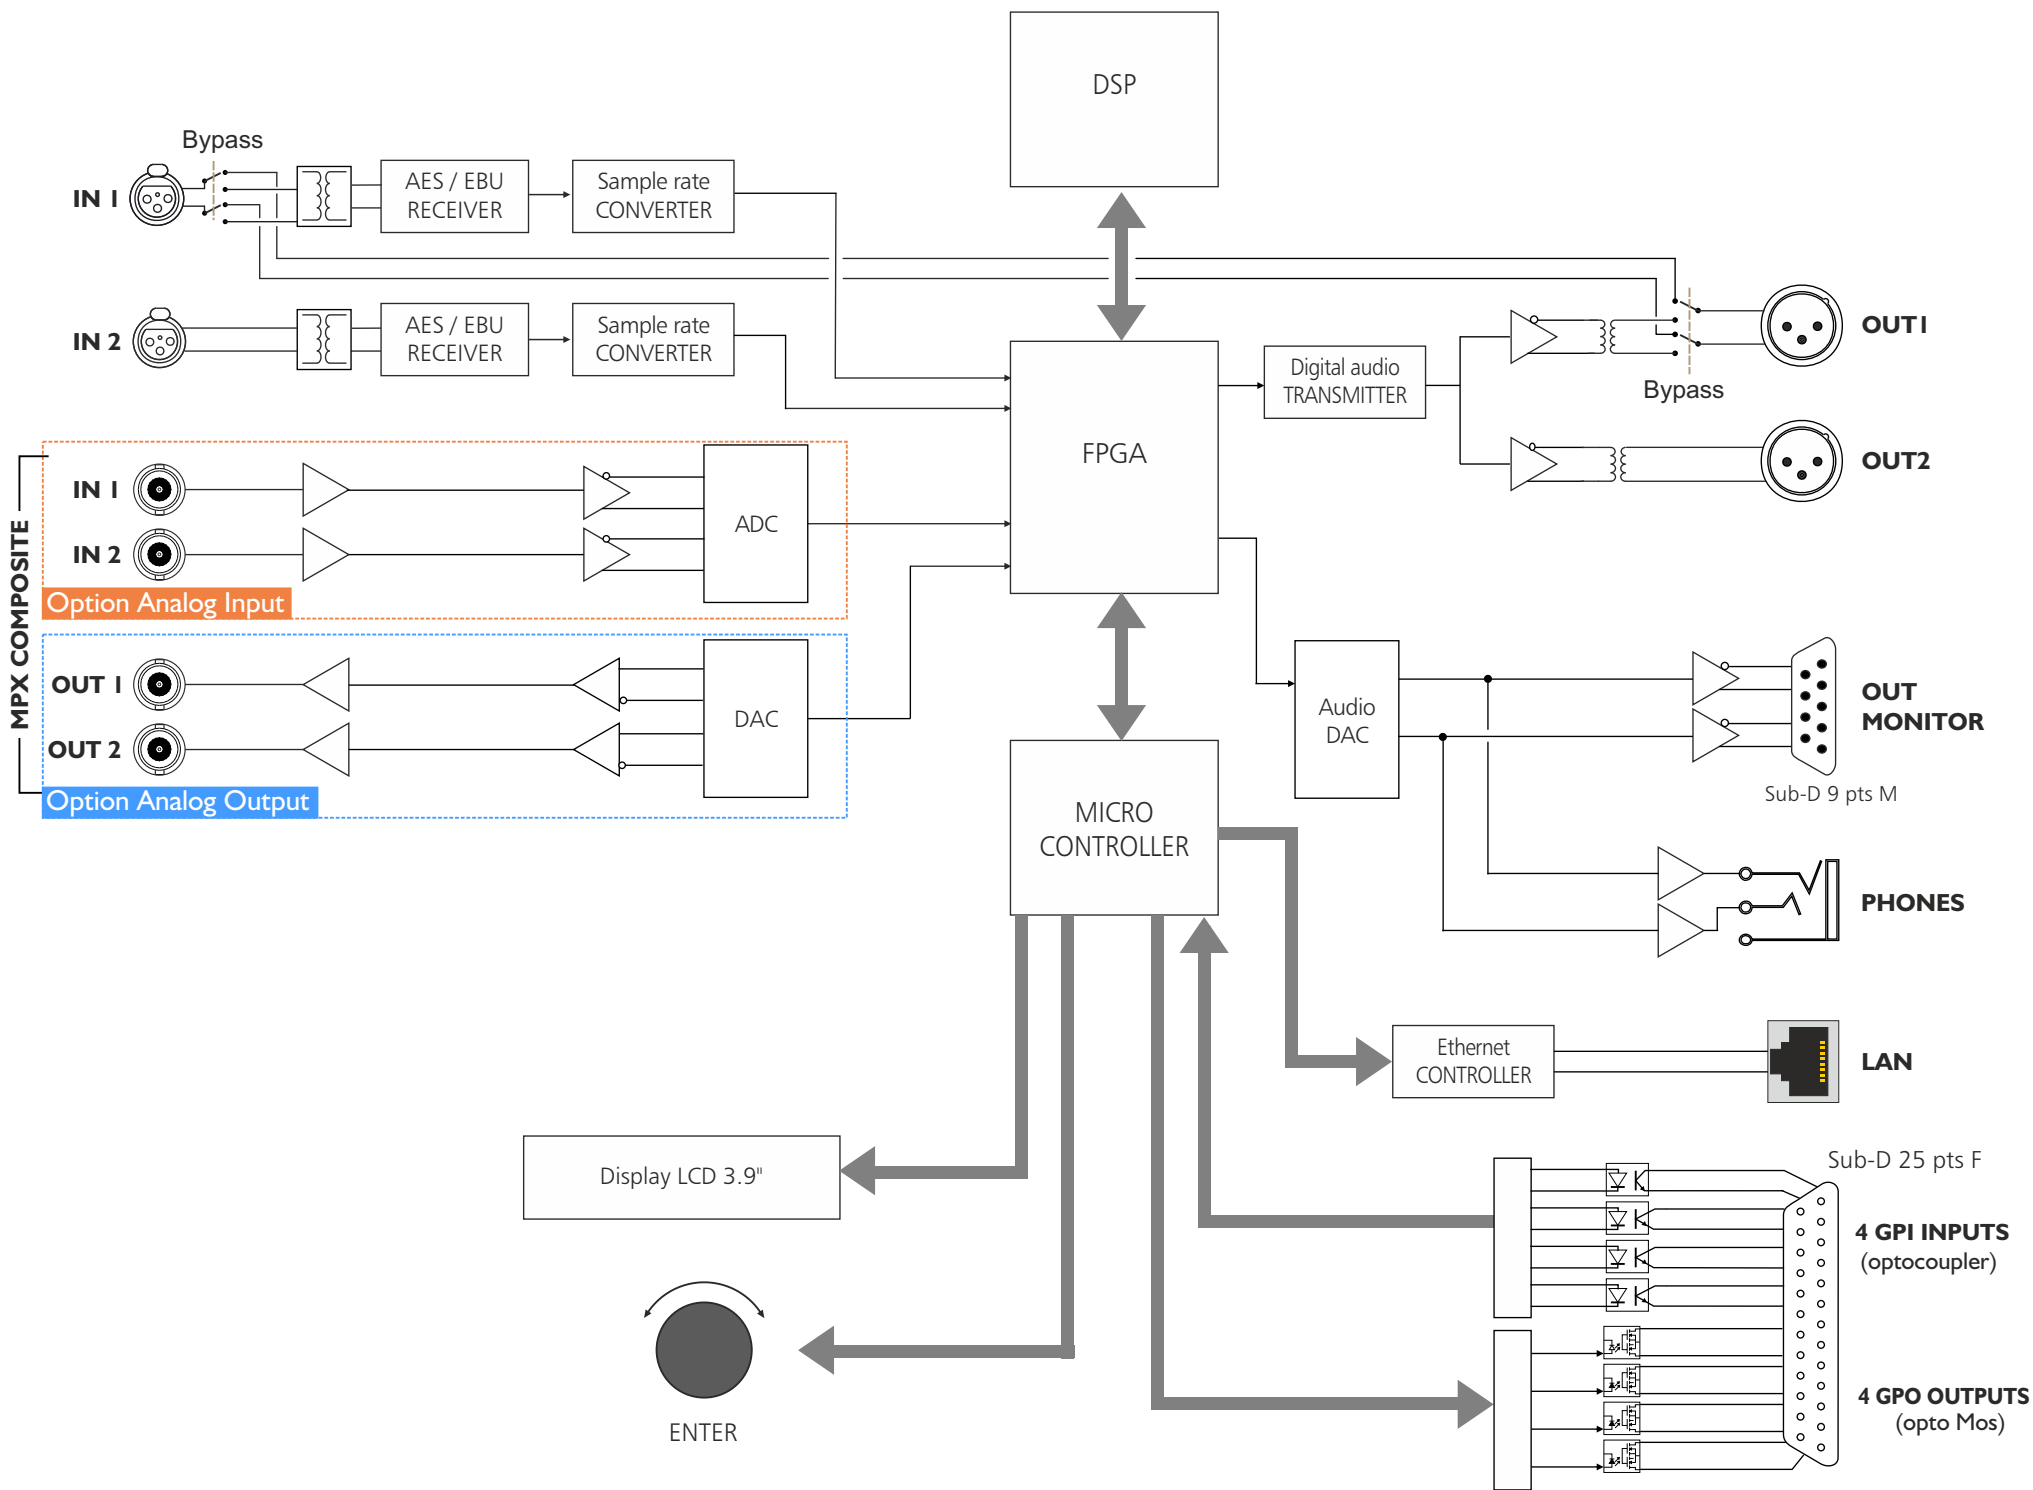 DSP
Bypass
IN 1
AES / EBU
RECEIVER
Sample rate
CONVERTER
IN 2
AES / EBU
RECEIVER
Sample rate
CONVERTER
FPGA
Digital audio
TRANSMITTER
Bypass
OUT1
OUT2
MPX COMPOSITE
IN 1
IN 2
ADC
Option Analog Input
OUT 1
OUT 2
DAC
Option Analog Output
Audio
DAC
OUT
MONITOR
Sub-D 9 pts M
MICRO
CONTROLLER
PHONES
Ethernet
CONTROLLER
LAN
Display LCD 3.9"
Sub-D 25 pts F
4 GPI INPUTS
(optocoupler)
4 GPO OUTPUTS
(opto Mos)
ENTER